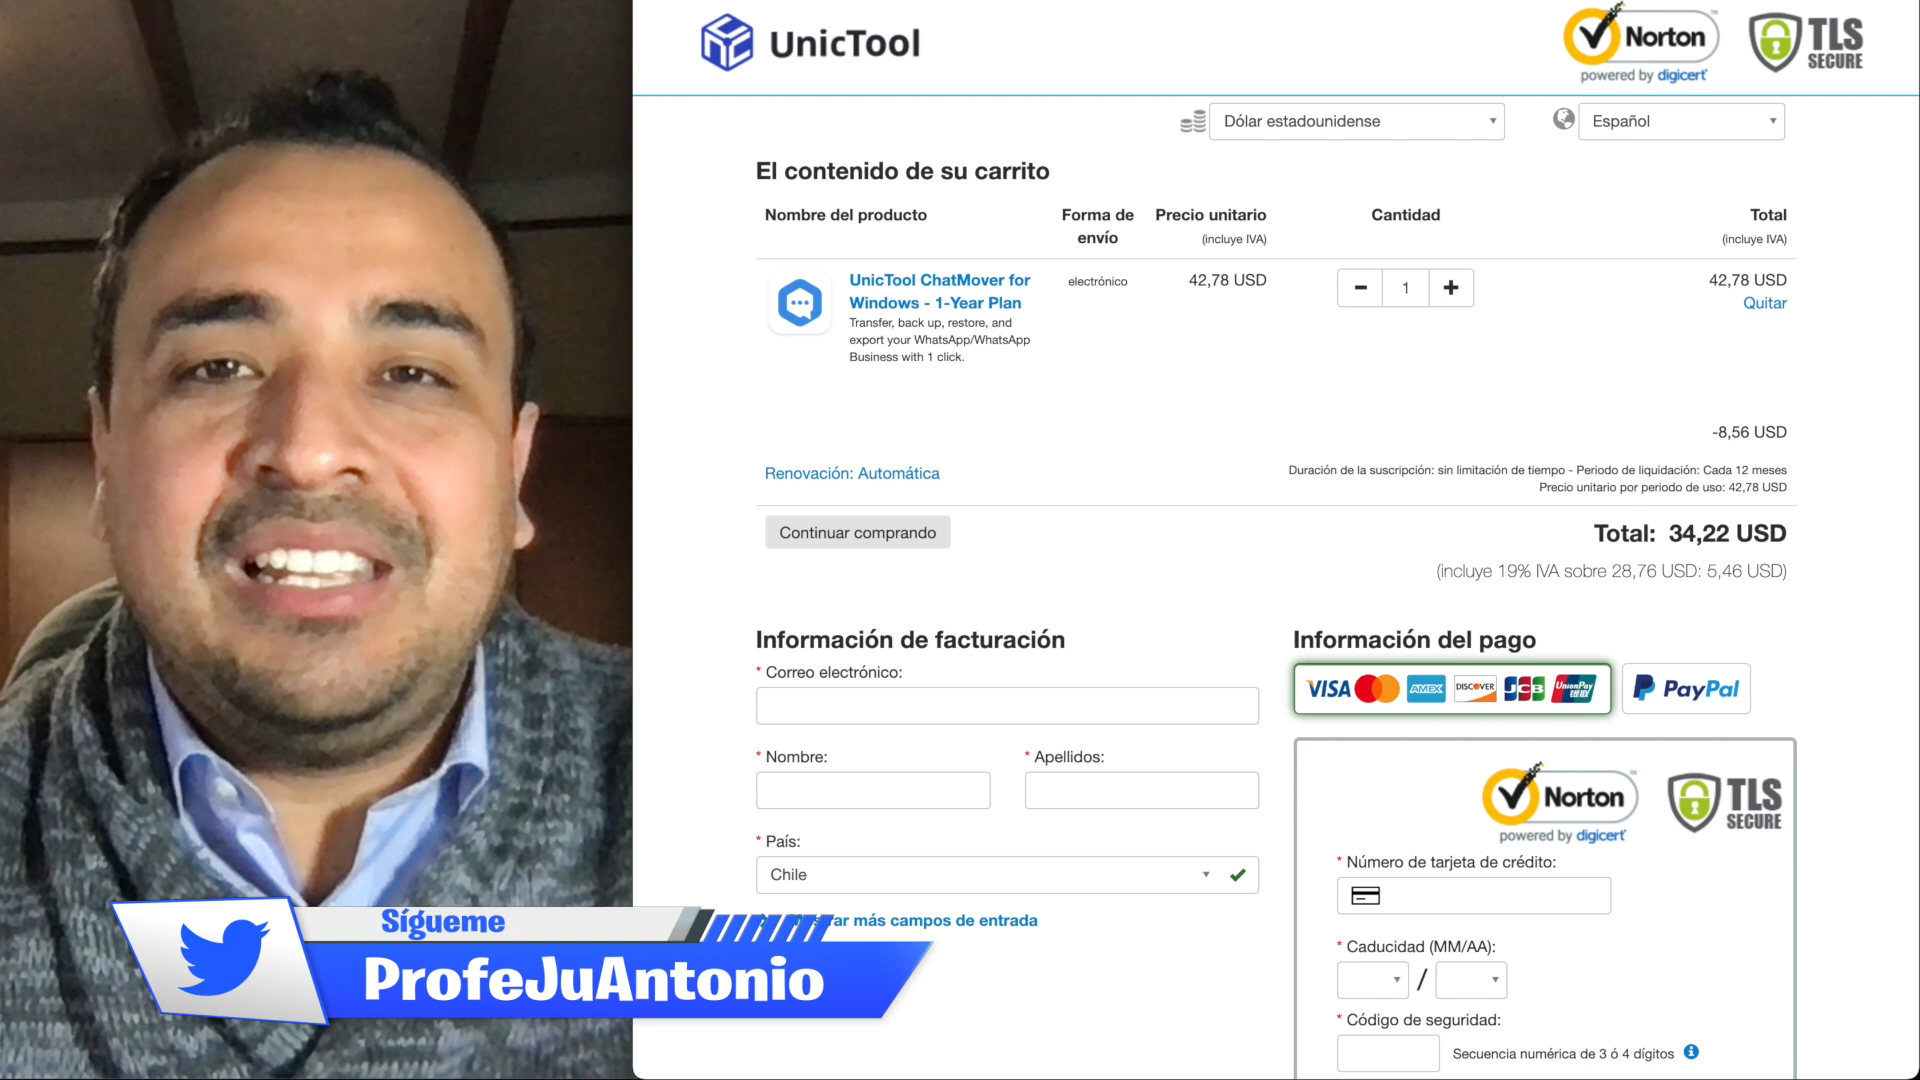 UnicTool
Norton
powered by digicert
TLS
SECURE
Dólar estadounidense
Español
El contenido de su carrito
Nombre del producto
Forma de envío
Precio unitario
(incluye IVA)
Cantidad
Total
(incluye IVA)
UnicTool ChatMover for
Windows - 1-Year Plan
Transfer, back up, restore, and
export your WhatsApp/WhatsApp
Business with 1 click.
electrónico
42,78 USD
1
42,78 USD
Quitar
-8,56 USD
Renovación: Automática
Duración de la suscripción: sin limitación de tiempo - Periodo de liquidación: Cada 12 meses
Precio unitario por periodo de uso: 42,78 USD
Continuar comprando
Total: 34,22 USD
(incluye 19% IVA sobre 28,76 USD: 5,46 USD)
Información de facturación
* Correo electrónico:
* Nombre:
* Apellidos:
* País:
Chile
más campos de entrada
Información del pago
VISA
AMEX
DISCOVER
JCB
UnionPay
银联
PayPal
Norton
powered by digicert
TLS
SECURE
* Número de tarjeta de crédito:
* Caducidad (MM/AA):
/
* Código de seguridad:
Secuencia numérica de 3 ó 4 dígitos
Sígueme
ProfeJuAntonio